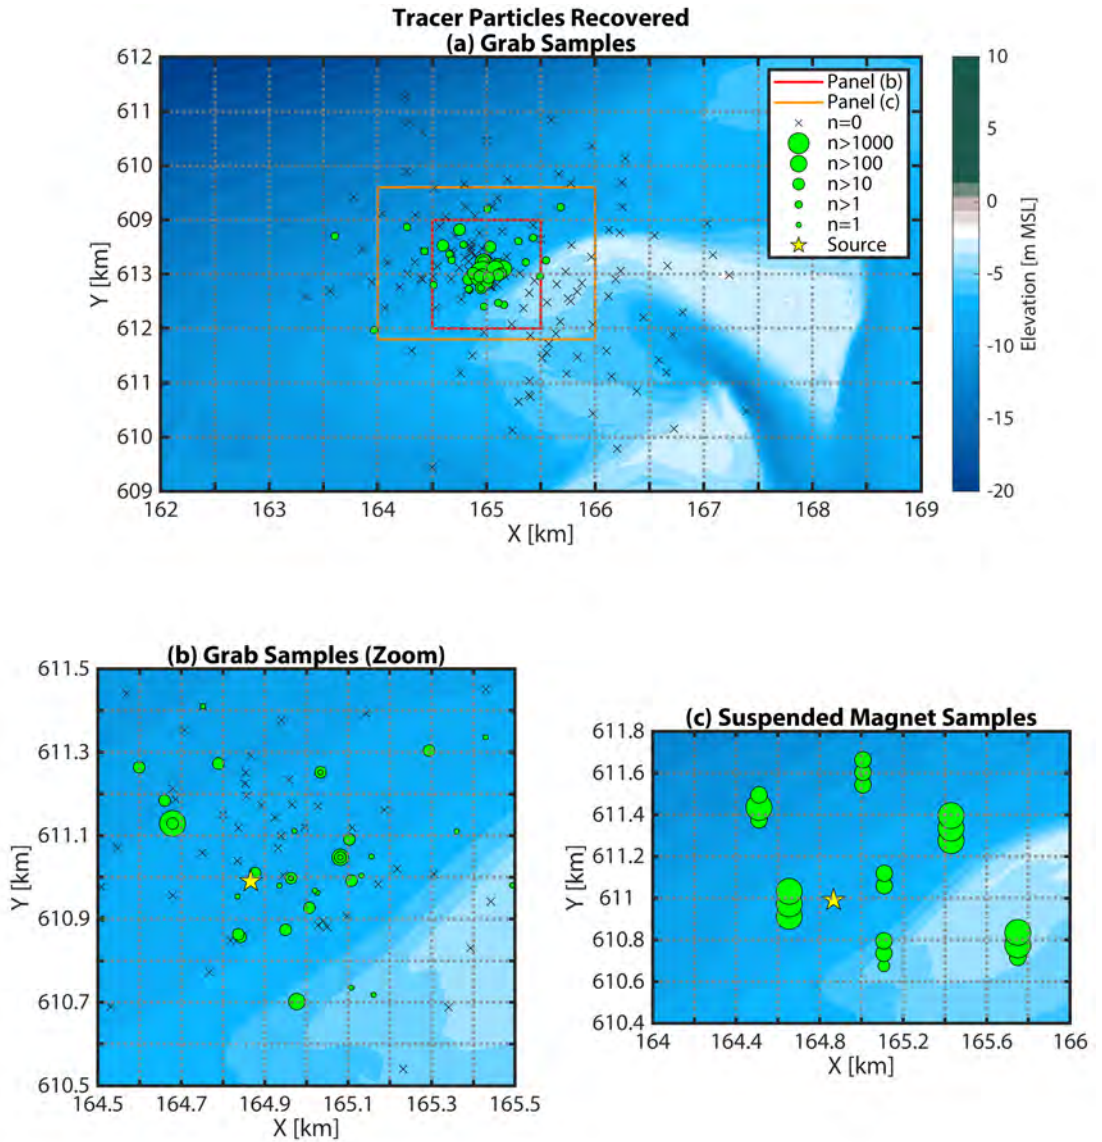 Tracer Particles Recovered
(a) Grab Samples
612
611
610
609
613
612
611
610
609
Y [km]
162
163
164
165
166
167
168
169
X [km]
Panel (b)
Panel (c)
n=0
n>1000
n>100
n>10
n>1
n=1
Source
10
5
0
-5
-10
-15
-20
Elevation [m MSL]
(b) Grab Samples (Zoom)
611.5
611.3
611.1
610.9
610.7
610.5
Y [km]
164.5
164.7
164.9
165.1
165.3
165.5
X [km]
(c) Suspended Magnet Samples
611.8
611.6
611.4
611.2
611
610.8
610.6
610.4
Y [km]
164
164.4
164.8
165.2
165.6
166
X [km]